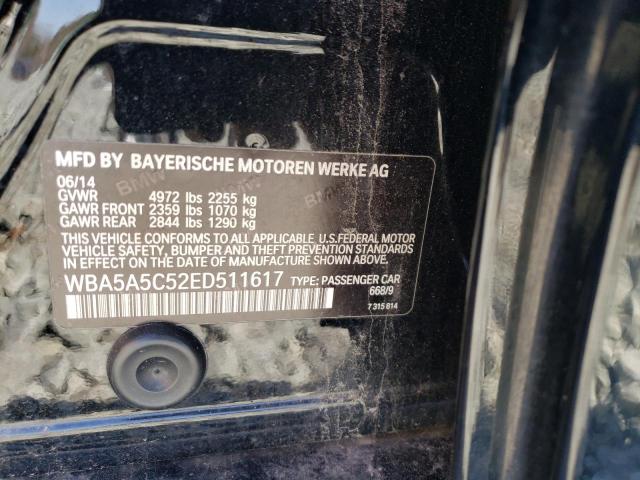 MFD BY BAYERISCHE MOTOREN WERKE AG
06/14
GVWR 4972 lbs 2255 kg
GAWR FRONT 2359 lbs 1070 kg
GAWR REAR 2844 lbs 1290 kg
THIS VEHICLE CONFORMS TO ALL APPLICABLE U.S.FEDERAL MOTOR
VEHICLE SAFETY, BUMPER AND THEFT PREVENTION STANDARDS
IN EFFECT ON THE DATE OF MANUFACTURE SHOWN ABOVE.
WBA5A5C52ED511617 TYPE: PASSENGER CAR
668/9
7 315 814